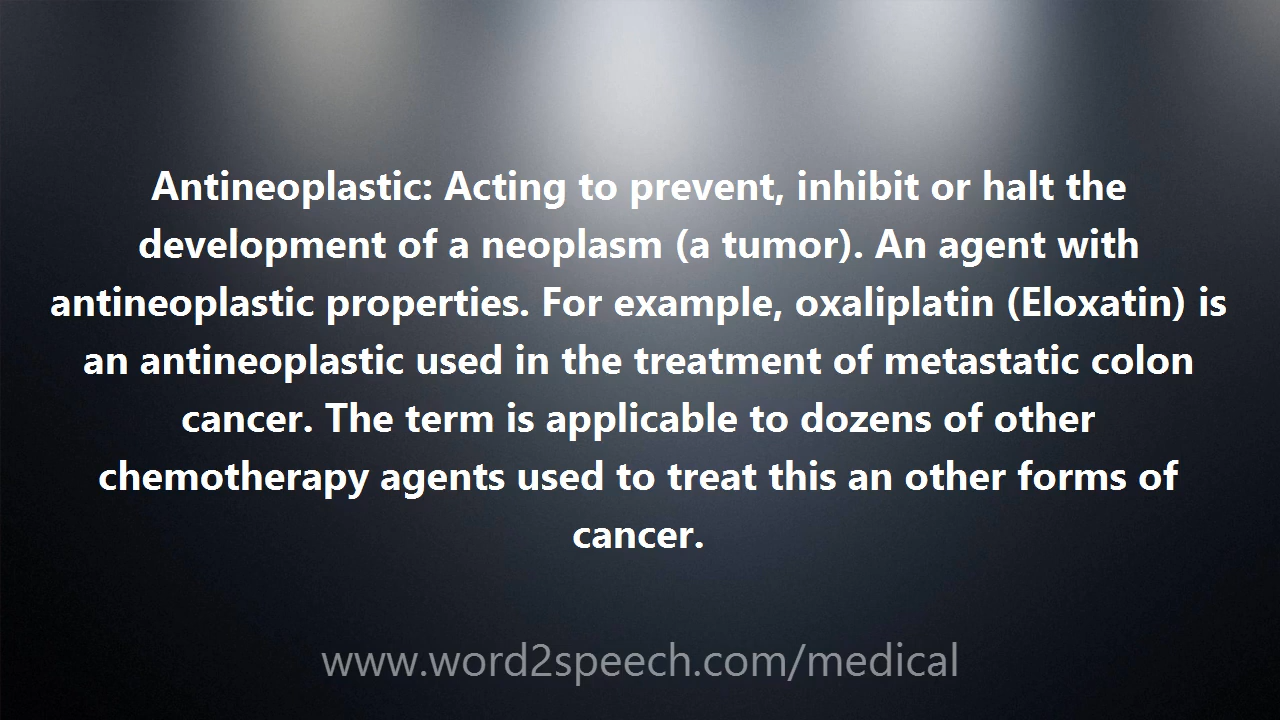 Antineoplastic: Acting to prevent, inhibit or halt the
development of a neoplasm (a tumor). An agent with
antineoplastic properties. For example, oxaliplatin (Eloxatin) is
an antineoplastic used in the treatment of metastatic colon
cancer. The term is applicable to dozens of other
chemotherapy agents used to treat this an other forms of
cancer.
www.word2speech.com/medical